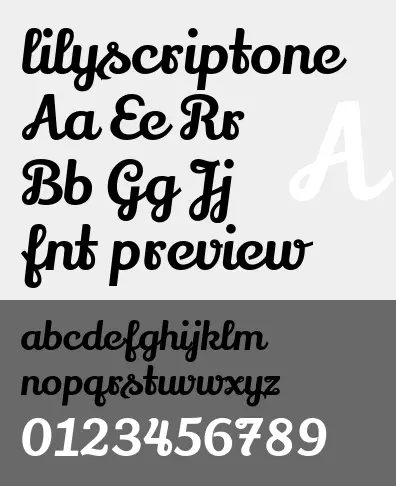 lilyscriptone
Aa Ee Rr
A
Bb Gg Jj
fnt preview
abcdefghijklm
nopqrstuvwxyz
0123456789